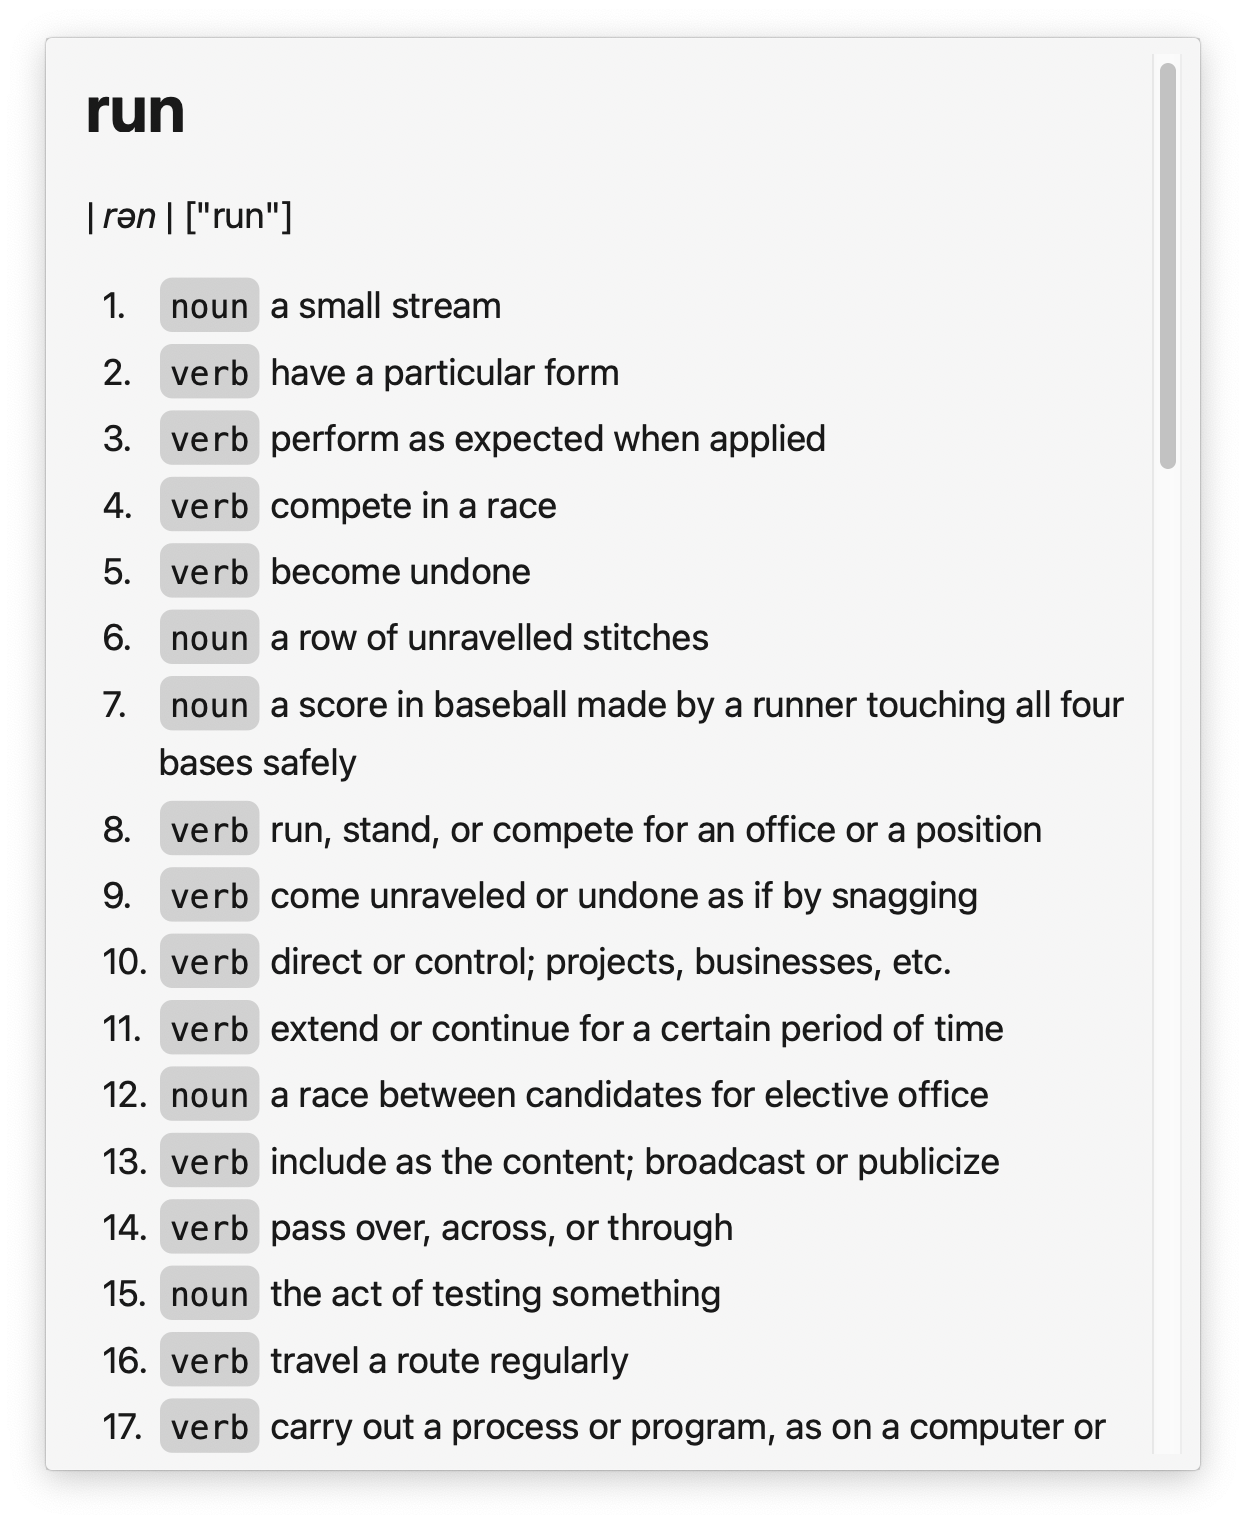 run
| rən | ["run"]
1. noun a small stream
2. verb have a particular form
3. verb perform as expected when applied
4. verb compete in a race
5. verb become undone
6. noun a row of unravelled stitches
7. noun a score in baseball made by a runner touching all four
bases safely
8. verb run, stand, or compete for an office or a position
9. verb come unraveled or undone as if by snagging
10. verb direct or control; projects, businesses, etc.
11. verb extend or continue for a certain period of time
12. noun a race between candidates for elective office
13. verb include as the content; broadcast or publicize
14. verb pass over, across, or through
15. noun the act of testing something
16. verb travel a route regularly
17. verb carry out a process or program, as on a computer or